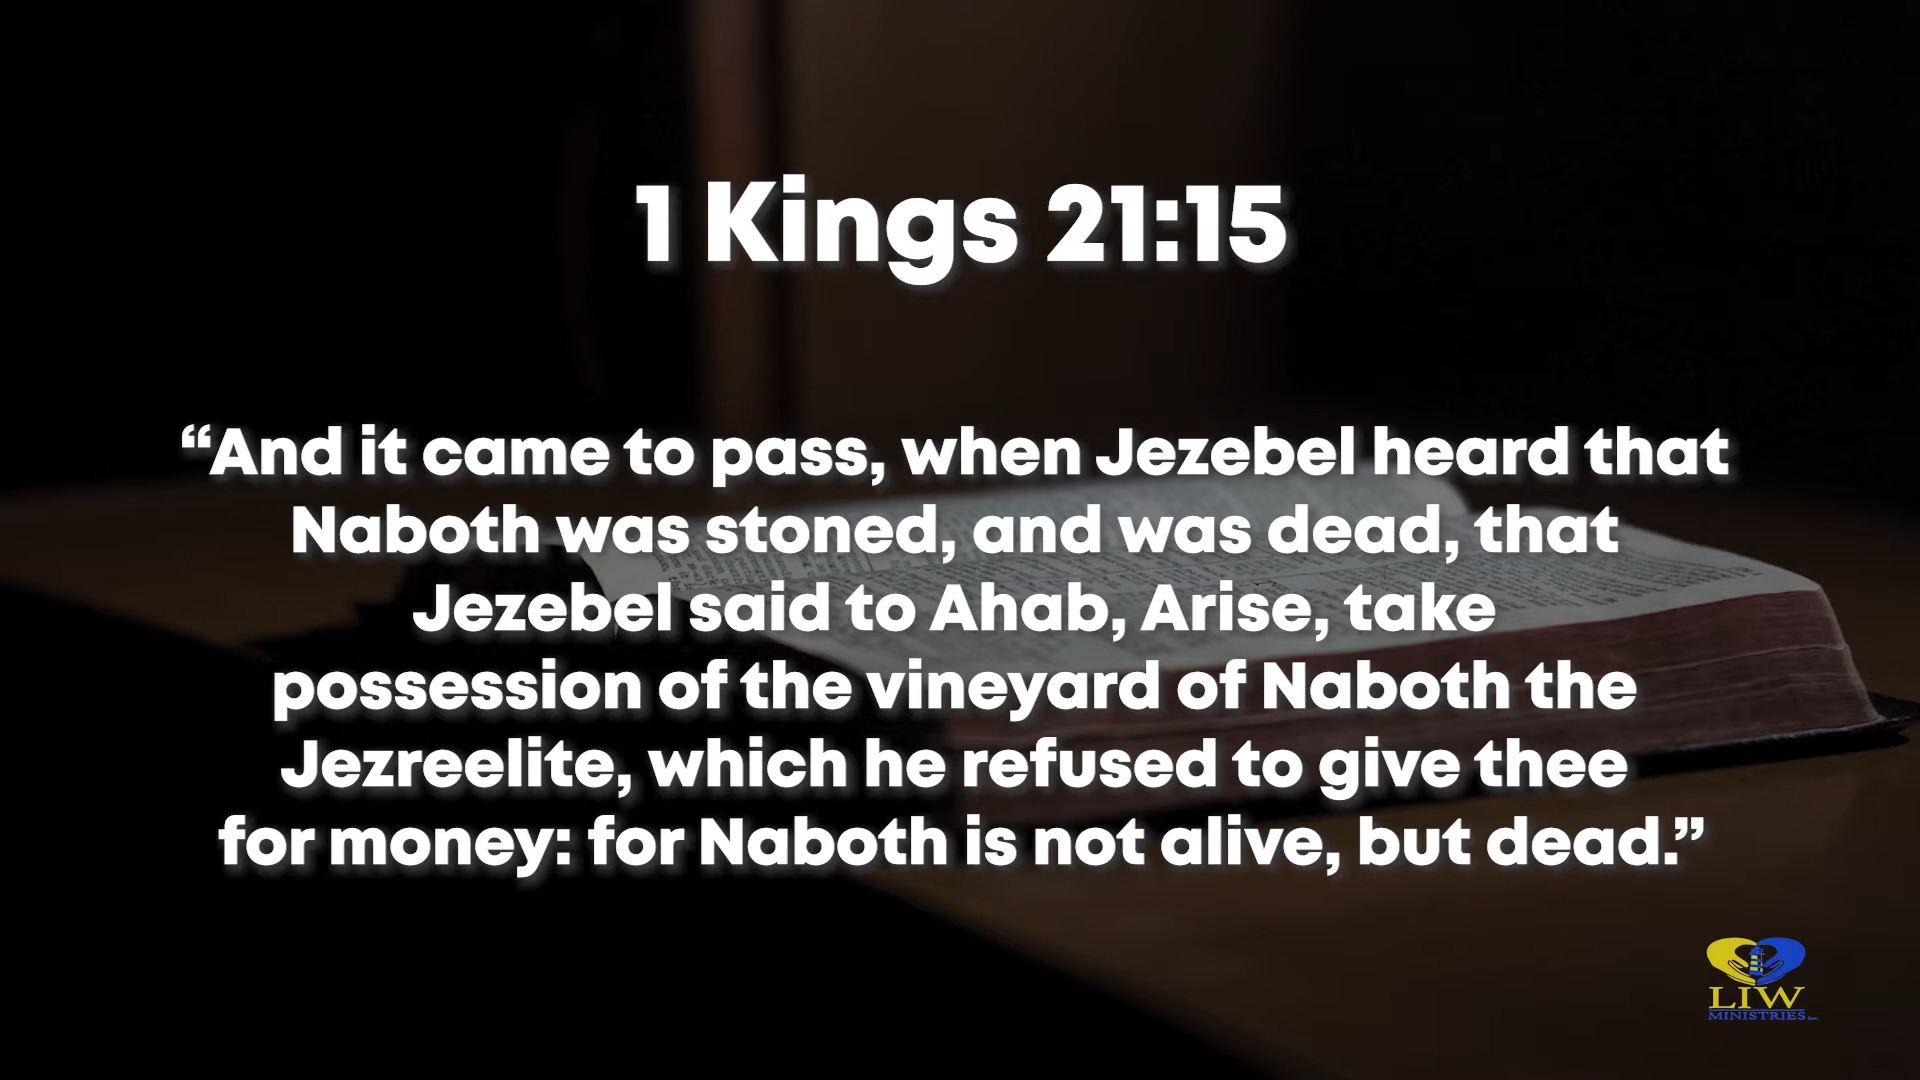 1 Kings 21:15
“And it came to pass, when Jezebel heard that
Naboth was stoned, and was dead, that
Jezebel said to Ahab, Arise, take
possession of the vineyard of Naboth the
Jezreelite, which he refused to give thee
for money: for Naboth is not alive, but dead.”
LIW
MINISTRIES